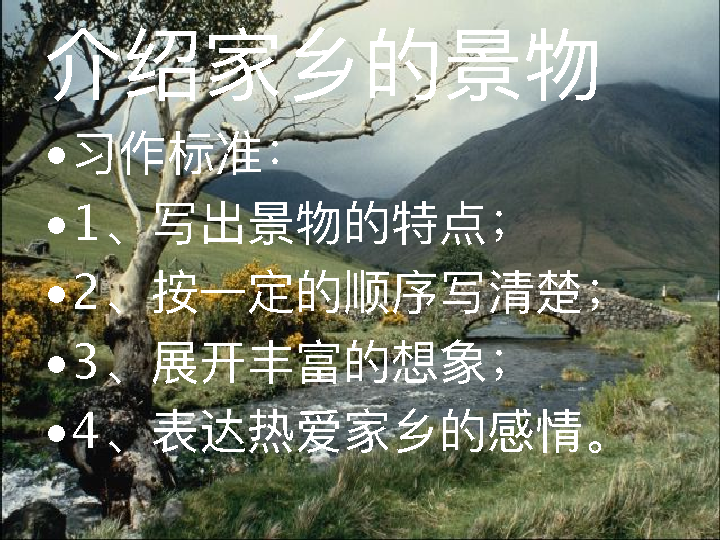 介绍家乡的景物
•习作标准：
•1、写出景物的特点；
•2、按一定的顺序写清楚；
•3、展开丰富的想象；
•4、表达热爱家乡的感情。